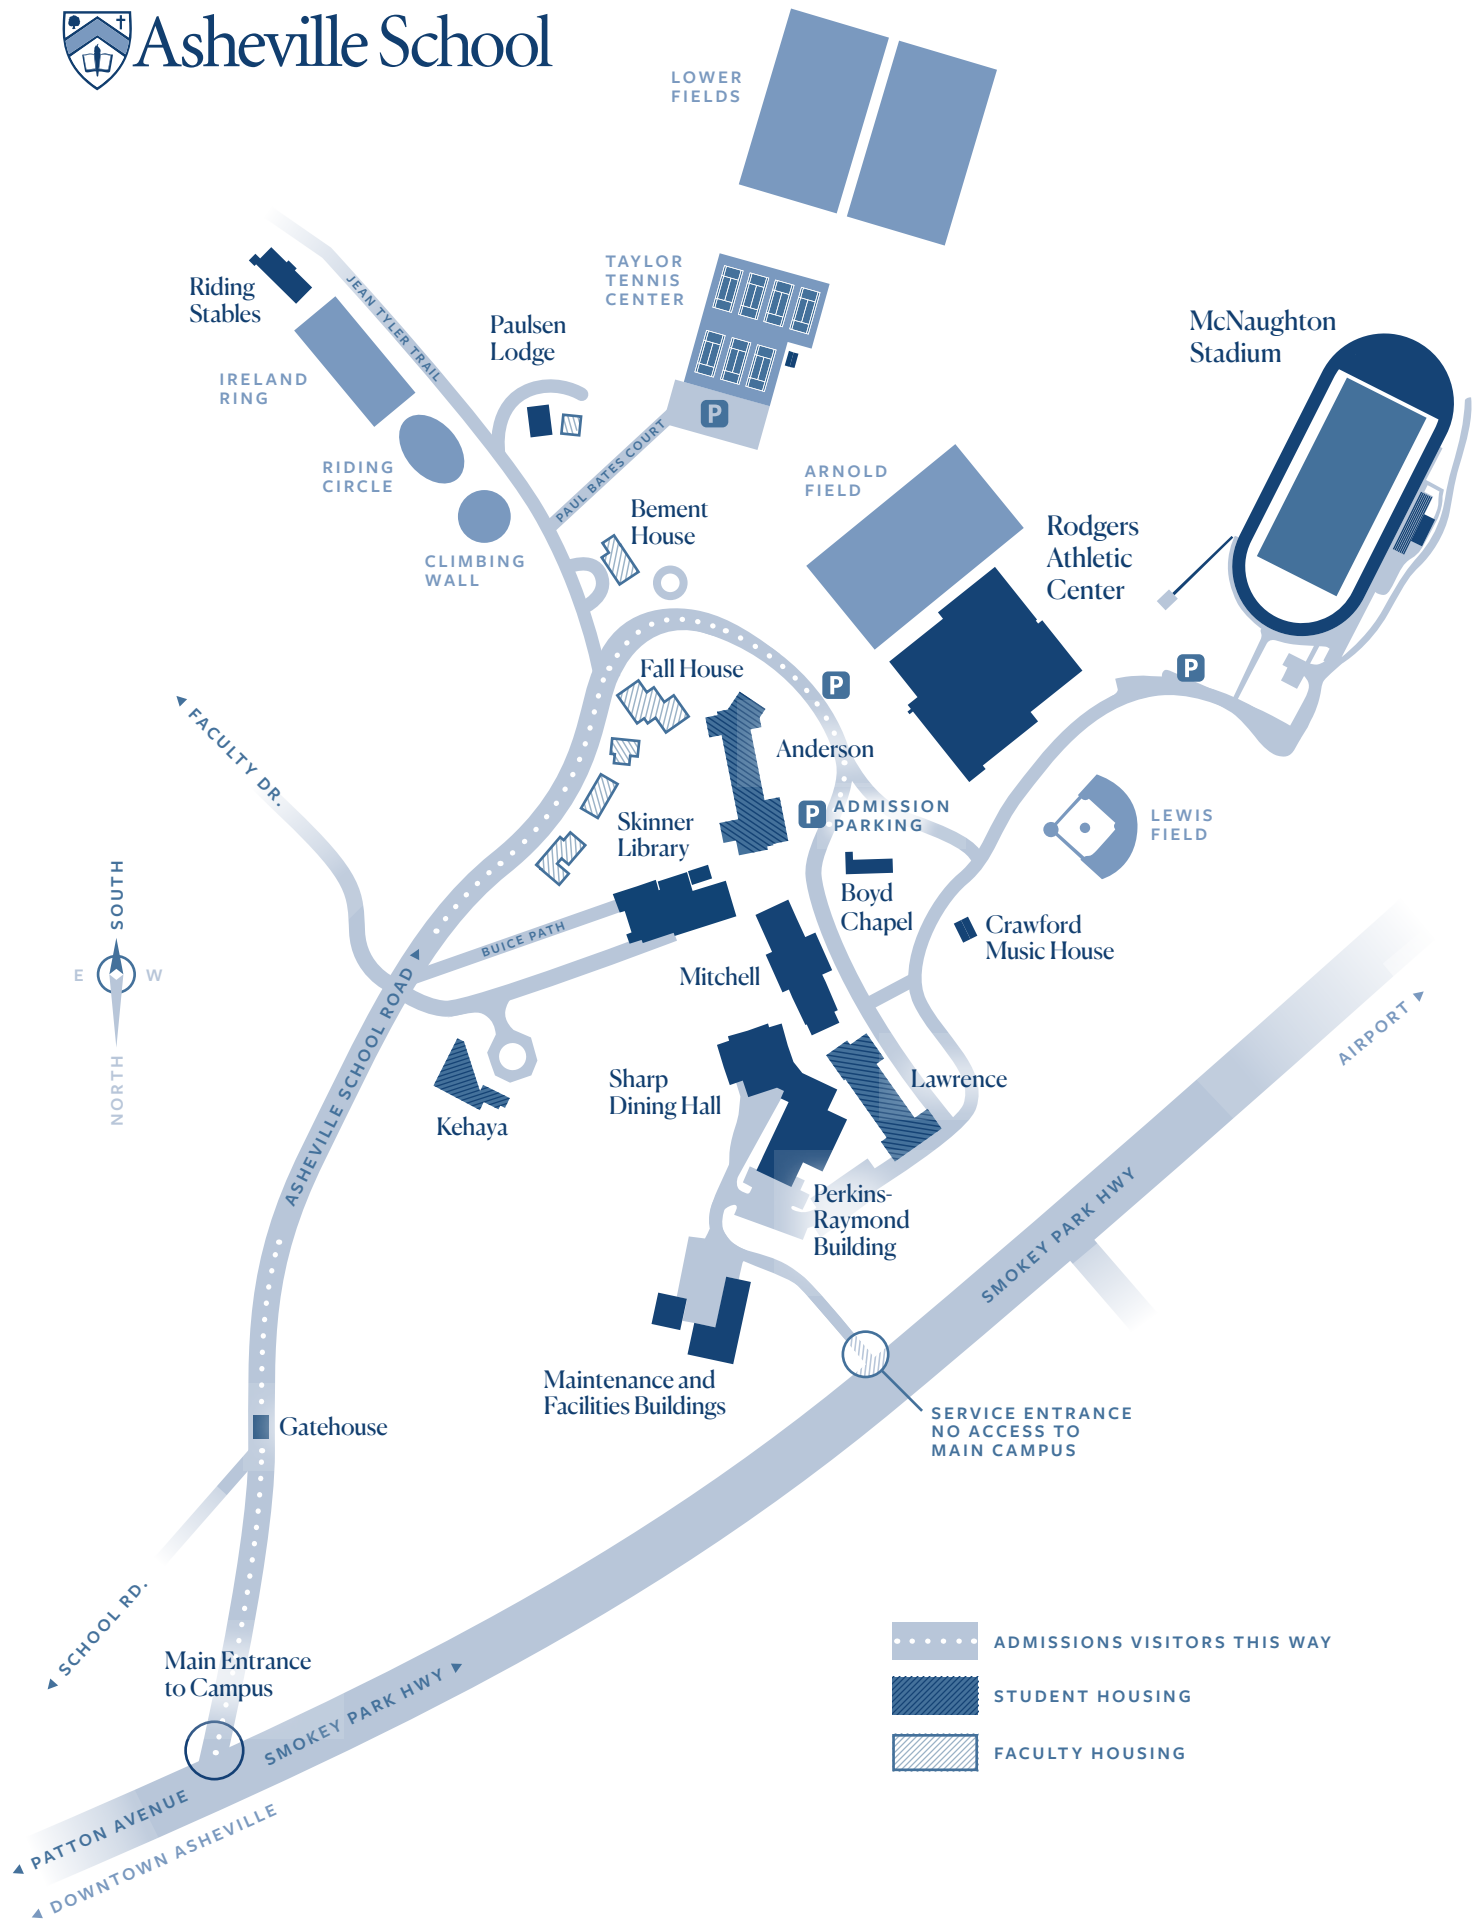 Asheville School
LOWER
FIELDS
TAYLOR
TENNIS
CENTER
Riding
Stables
JEAN TYLER TRAIL
Paulsen
Lodge
McNaughton
Stadium
IRELAND
RING
P
PAUL BATES COURT
RIDING
CIRCLE
ARNOLD
FIELD
Bement
House
Rodgers
Athletic
Center
CLIMBING
WALL
Fall House
P
P
FACULTY DR.
Anderson
Skinner
Library
P
ADMISSION
PARKING
LEWIS
FIELD
Boyd
Chapel
SOUTH
E
W
NORTH
BUICE PATH
Crawford
Music House
Mitchell
ASHEVILLE SCHOOL ROAD
AIRPORT
Kehaya
Sharp
Dining Hall
Lawrence
Perkins-
Raymond
Building
SMOKEY PARK HWY
Maintenance and
Facilities Buildings
Gatehouse
SERVICE ENTRANCE
NO ACCESS TO
MAIN CAMPUS
SCHOOL RD.
Main Entrance
to Campus
SMOKEY PARK HWY
PATTON AVENUE
DOWNTOWN ASHEVILLE
ADMISSIONS VISITORS THIS WAY
STUDENT HOUSING
FACULTY HOUSING